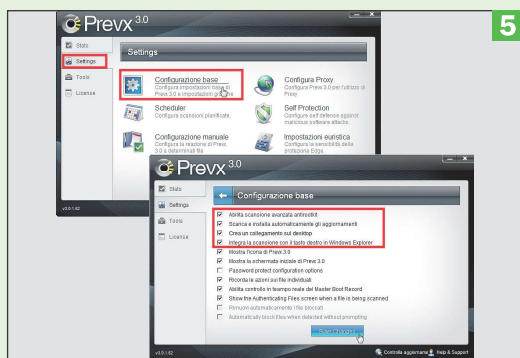 5
Prevx 3.0
Stats
Settings
Tools
License
Settings
Configurazione base
Configura impostazioni base di
Prevx 3.0 e impostazioni
Configura Proxy
Configura Prevx 3.0 per l'utilizzo di
Proxy
Scheduler
Configura scansioni pianificate.
Self Protection
Configure self defense against
malicious software attacks.
Configurazione manuale
Configura la reazione di Prevx
3.0 a determinati file
Impostazioni euristica
Configura la sensibilità della
protezione Edge.
v3.0.1.62
Prevx 3.0
Stats
Settings
Tools
License
Configurazione base
Abilita scansione avanzata antirootkit
Scarica e installa automaticamente gli aggiornamenti
Crea un collegamento sul desktop
Integra la scansione con il tasto destro in Windows Explorer
Mostra l'icona di Prevx 3.0
Mostra la schermata iniziale di Prevx 3.0
Password protect configuration options
Ricorda le azioni sui file individuali
Abilita controllo in teampo reale del Master Boot Record
Show the Authenticating Files screen when a file is being scanned
Rimuovi automaticamente i file bloccati
Automatically block files when detected without prompting
Save Changes
v3.0.1.62
Controlla aggiornamenti
Help & Support